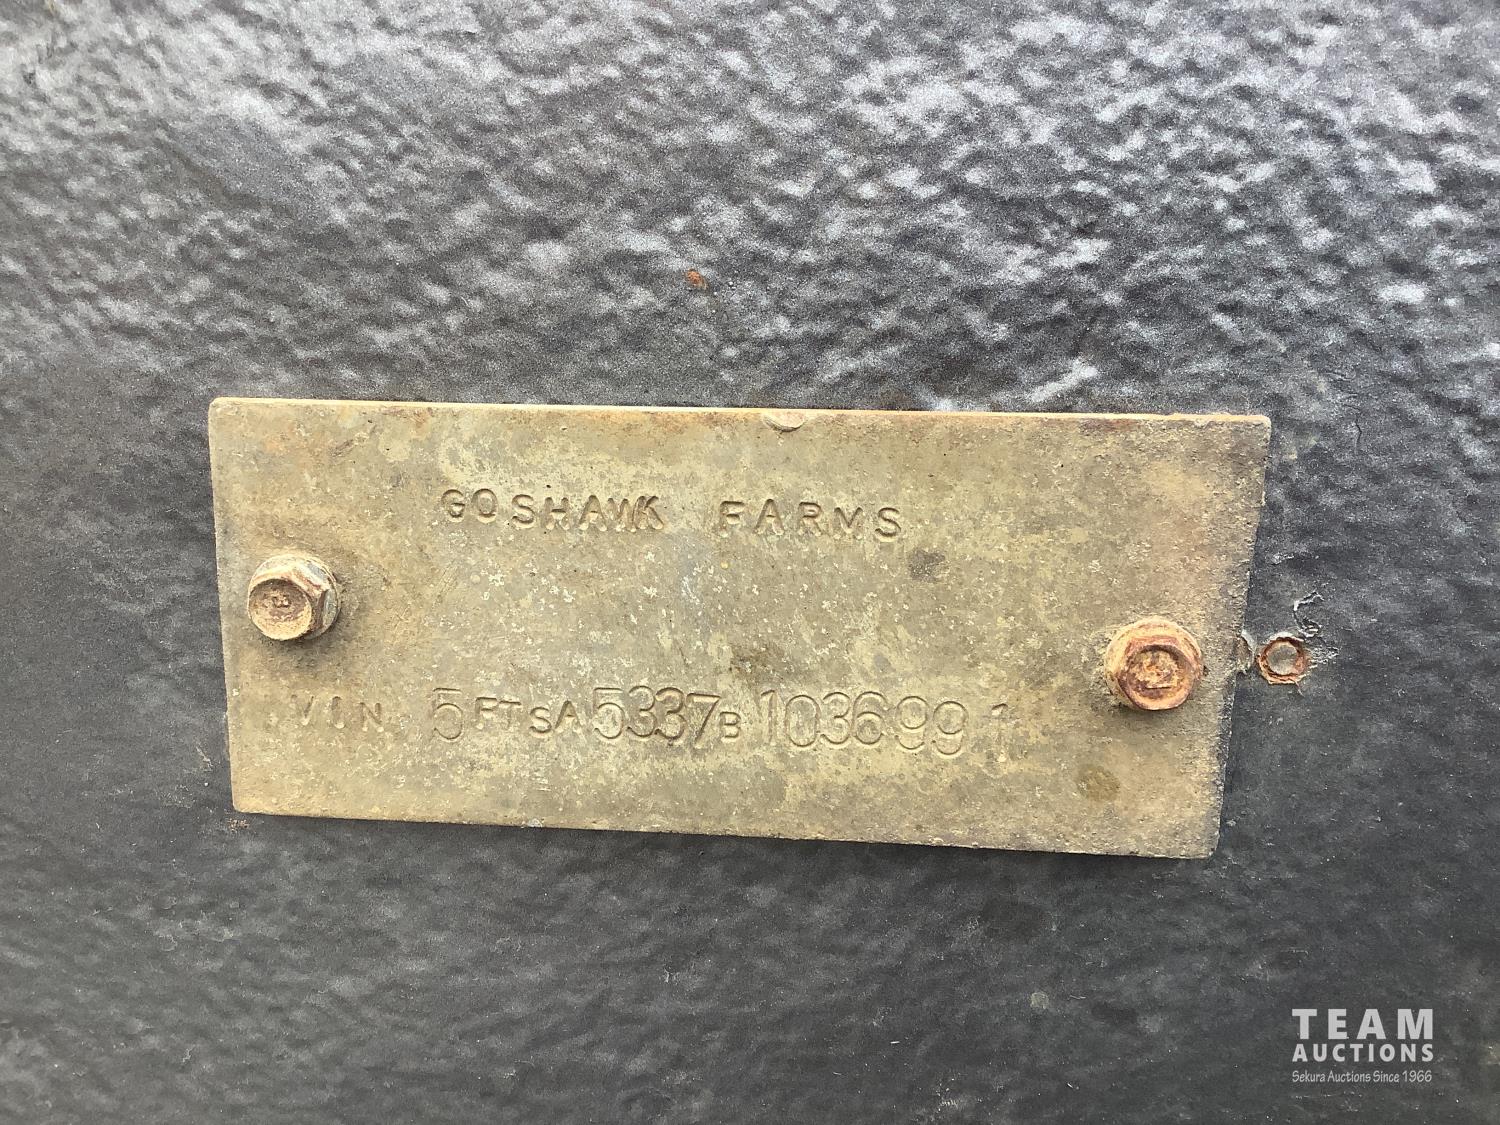 GOSHAWK FARMS
VIN 5FTSA5337B1036991
TEAM
AUCTIONS
Sekura Auctions Since 1966